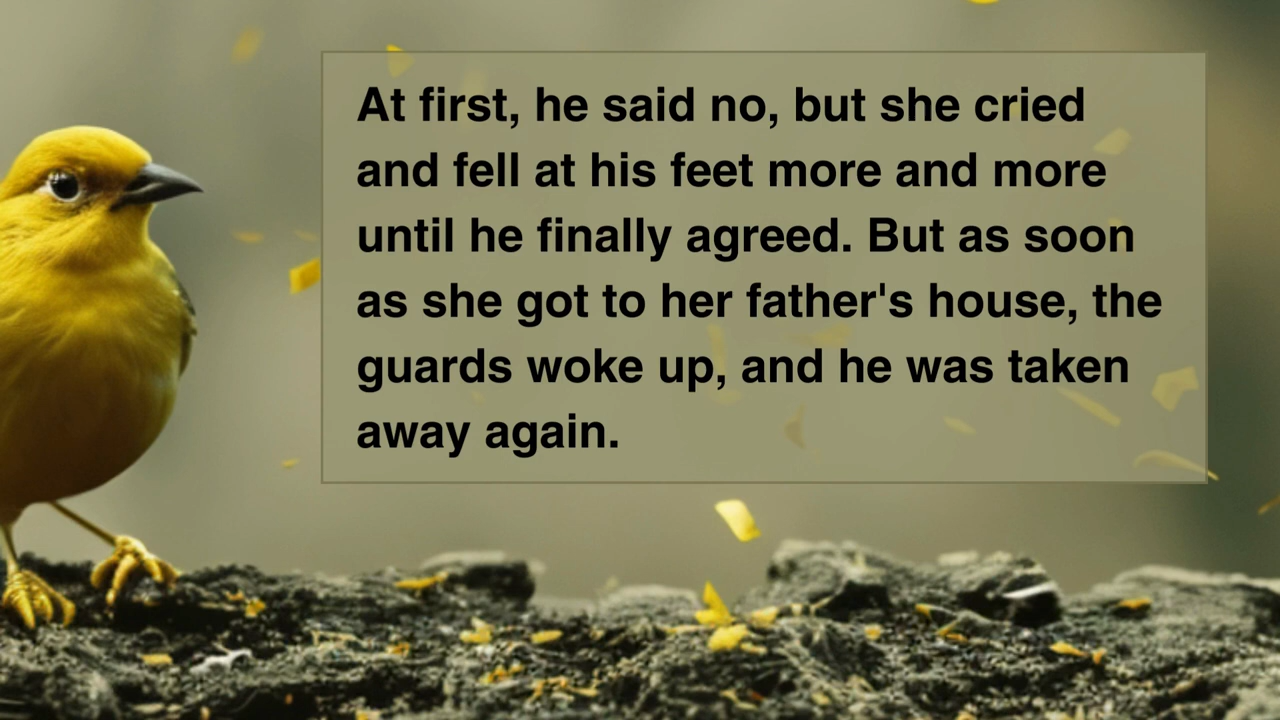 At first, he said no, but she cried
and fell at his feet more and more
until he finally agreed. But as soon
as she got to her father's house, the
guards woke up, and he was taken
away again.